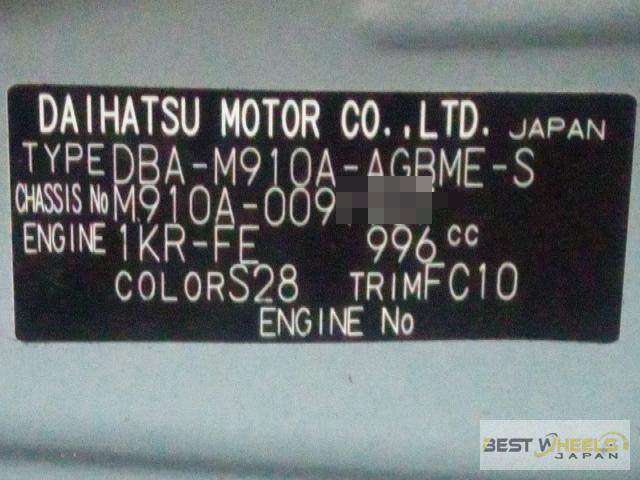 DAIHATSU MOTOR CO.,LTD. JAPAN
TYPE DBA-M910A-AGBME-S
CHASSIS No M910A-009
ENGINE 1KR-FE 996 cc
COLOR S28 TRIM FC10
ENGINE No
BEST WHEELS
JAPAN